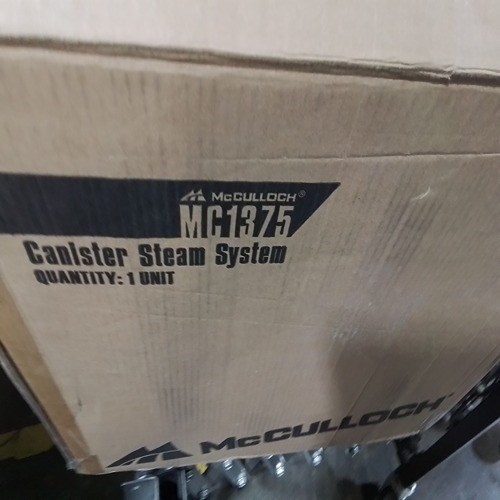 McCULLOCH®
MC1375
Canister Steam System
QUANTITY: 1 UNIT
McCULLOCH